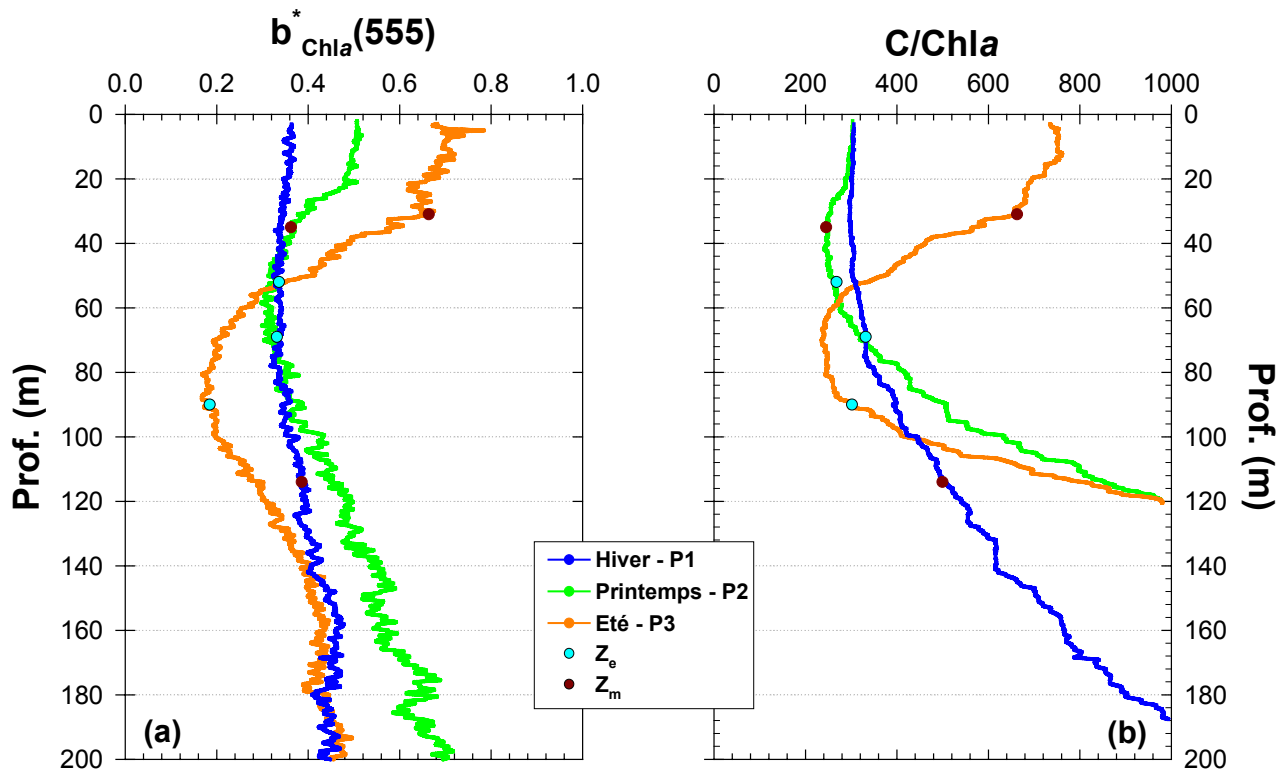 b*Chla(555)
0.0 0.2 0.4 0.6 0.8 1.0
0
20
40
60
80
100
120
140
160
180
200
Prof. (m)
(a)
C/Chla
0 200 400 600 800 1000
0
20
40
60
80
100
120
140
160
180
200
Prof. (m)
(b)
Hiver - P1
Printemps - P2
Eté - P3
Ze
Zm